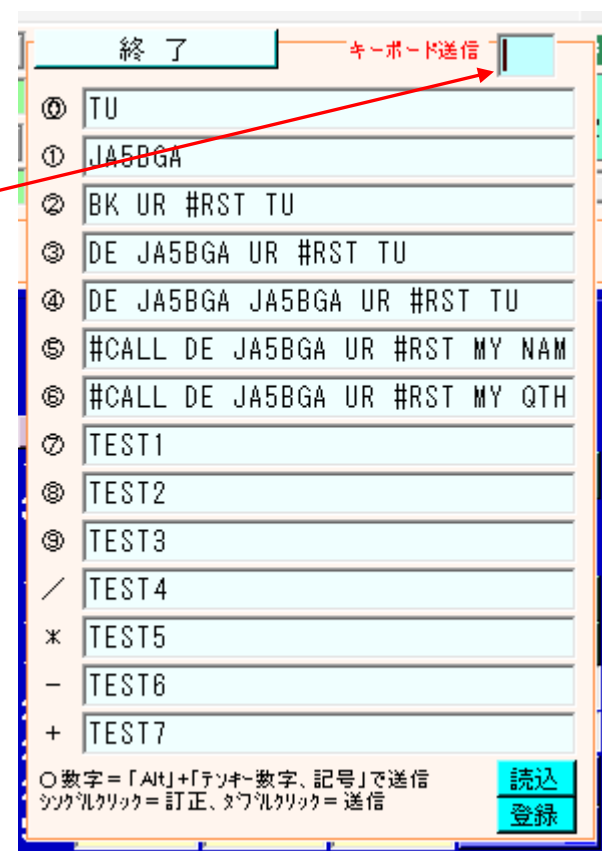 終了 キーボード送信
⓪ TU
① JA5BGA
② BK UR #RST TU
③ DE JA5BGA UR #RST TU
④ DE JA5BGA JA5BGA UR #RST TU
⑤ #CALL DE JA5BGA UR #RST MY NAM
⑥ #CALL DE JA5BGA UR #RST MY QTH
⑦ TEST1
⑧ TEST2
⑨ TEST3
／ TEST4
＊ TEST5
－ TEST6
＋ TEST7
○数字＝「Alt」+「ﾃﾝｷｰ数字、記号」で送信 読込
ｼﾝｸﾞﾙｸﾘｯｸ＝訂正、ﾀﾞﾌﾞﾙｸﾘｯｸ＝送信 登録